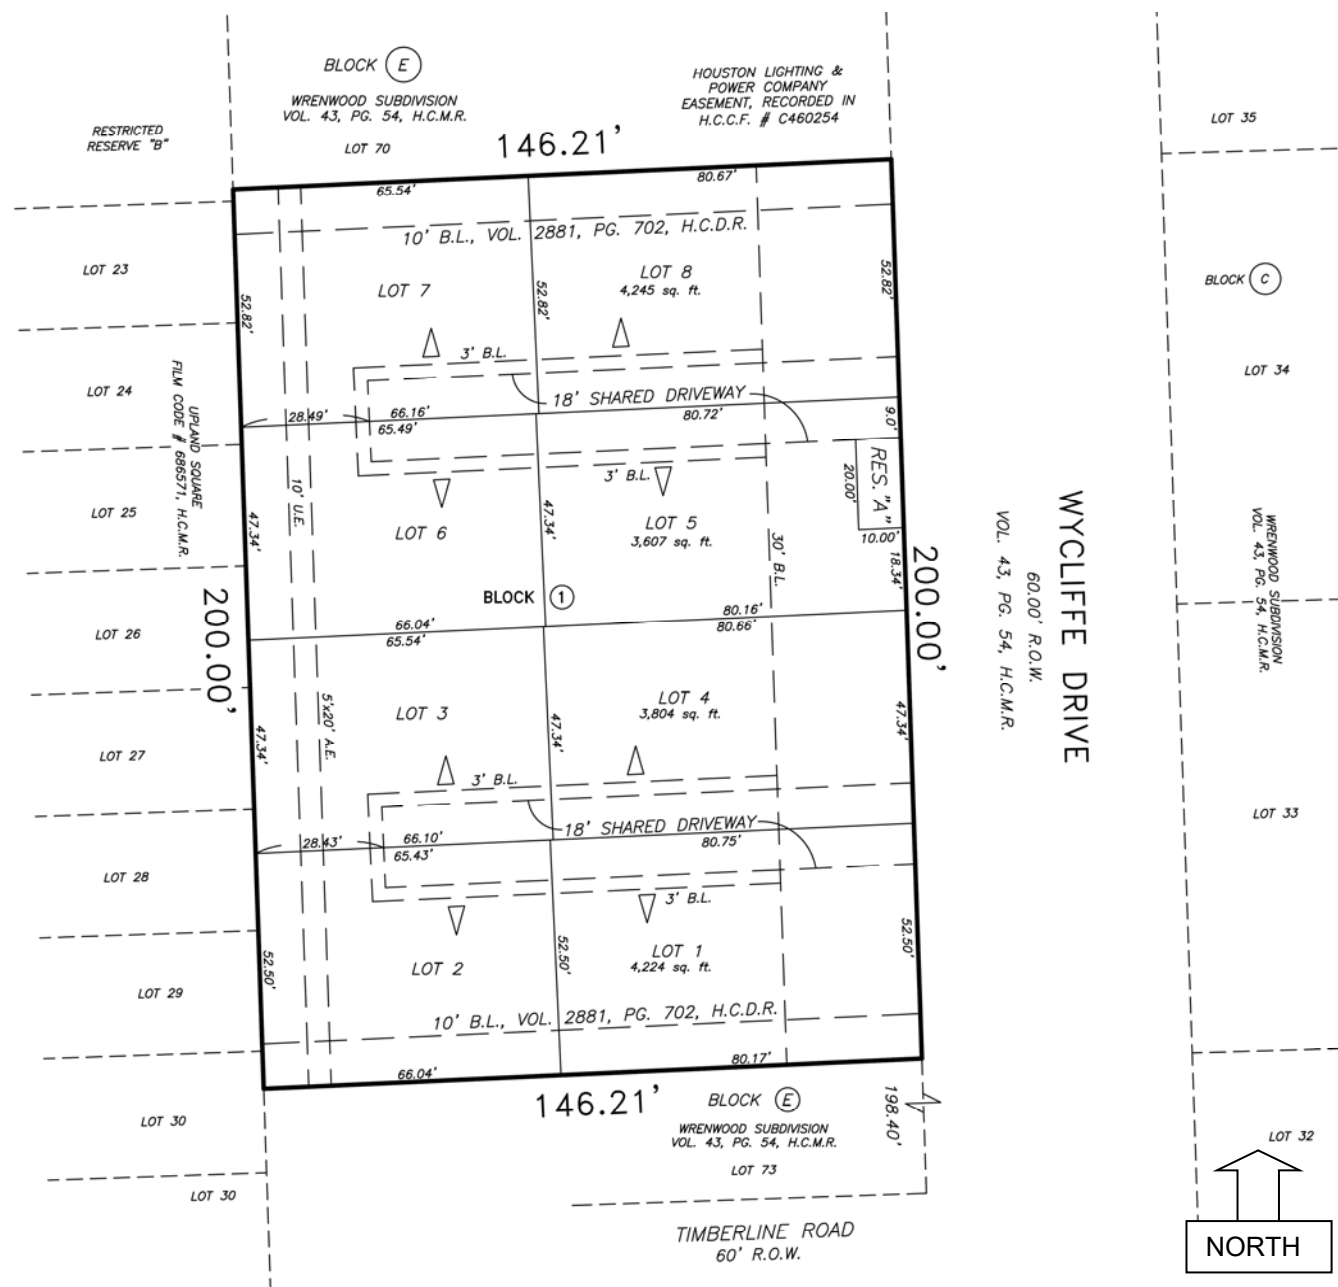 BLOCK E
WRENWOOD SUBDIVISION
VOL. 43, PG. 54, H.C.M.R.
LOT 70
HOUSTON LIGHTING &
POWER COMPANY
EASEMENT, RECORDED IN
H.C.C.F. # C460254
RESTRICTED
RESERVE "B"
146.21'
LOT 35
65.54'
80.67'
10' B.L., VOL. 2881, PG. 702, H.C.D.R.
LOT 23
LOT 7
LOT 8
4,245 sq. ft.
52.82'
52.82'
52.82'
BLOCK C
3' B.L.
LOT 24
LOT 34
18' SHARED DRIVEWAY
28.49'
66.16'
65.49'
80.72'
9.0'
UPLAND SQUARE
FILM CODE # 686571, H.C.M.R.
3' B.L.
RES. "A"
20.00'
10.00'
18.34'
LOT 25
10' U.E.
47.34'
LOT 6
47.34'
LOT 5
3,607 sq. ft.
30' B.L.
WYCLIFFE DRIVE
60.00' R.O.W.
VOL. 43, PG. 54, H.C.M.R.
WRENWOOD SUBDIVISION
VOL. 43, PG. 54, H.C.M.R.
200.00'
200.00'
BLOCK 1
LOT 26
66.04'
65.54'
80.16'
80.66'
LOT 3
LOT 4
3,804 sq. ft.
5'x20' A.E.
47.34'
47.34'
47.34'
LOT 27
3' B.L.
18' SHARED DRIVEWAY
LOT 33
28.43'
66.10'
65.43'
80.75'
LOT 28
3' B.L.
LOT 2
LOT 1
4,224 sq. ft.
52.50'
52.50'
52.50'
LOT 29
10' B.L., VOL. 2881, PG. 702, H.C.D.R.
66.04'
80.17'
146.21'
BLOCK E
WRENWOOD SUBDIVISION
VOL. 43, PG. 54, H.C.M.R.
LOT 73
198.40'
LOT 30
LOT 30
LOT 32
TIMBERLINE ROAD
60' R.O.W.
NORTH